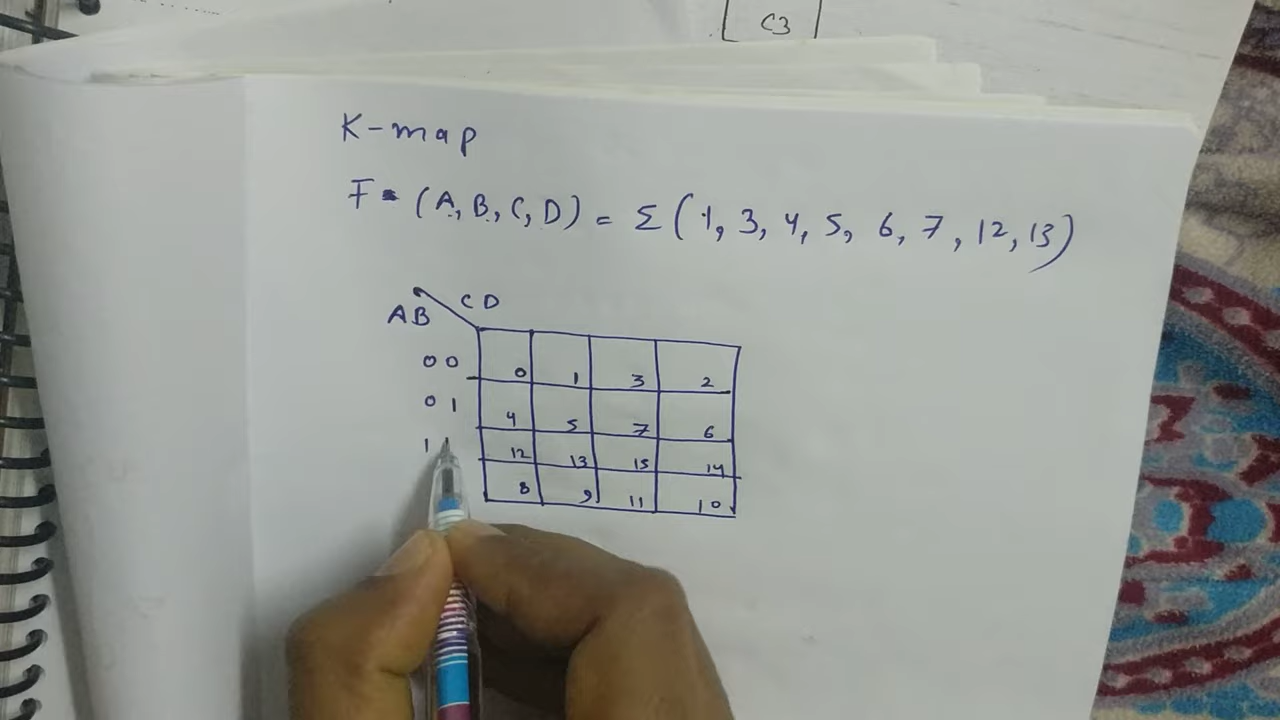 C3
K-map
F = (A, B, C, D) = Σ (1, 3, 4, 5, 6, 7, 12, 13)
CD
AB
00 0 1 3 2
01 4 5 7 6
1 12 13 15 14
8 9 11 10